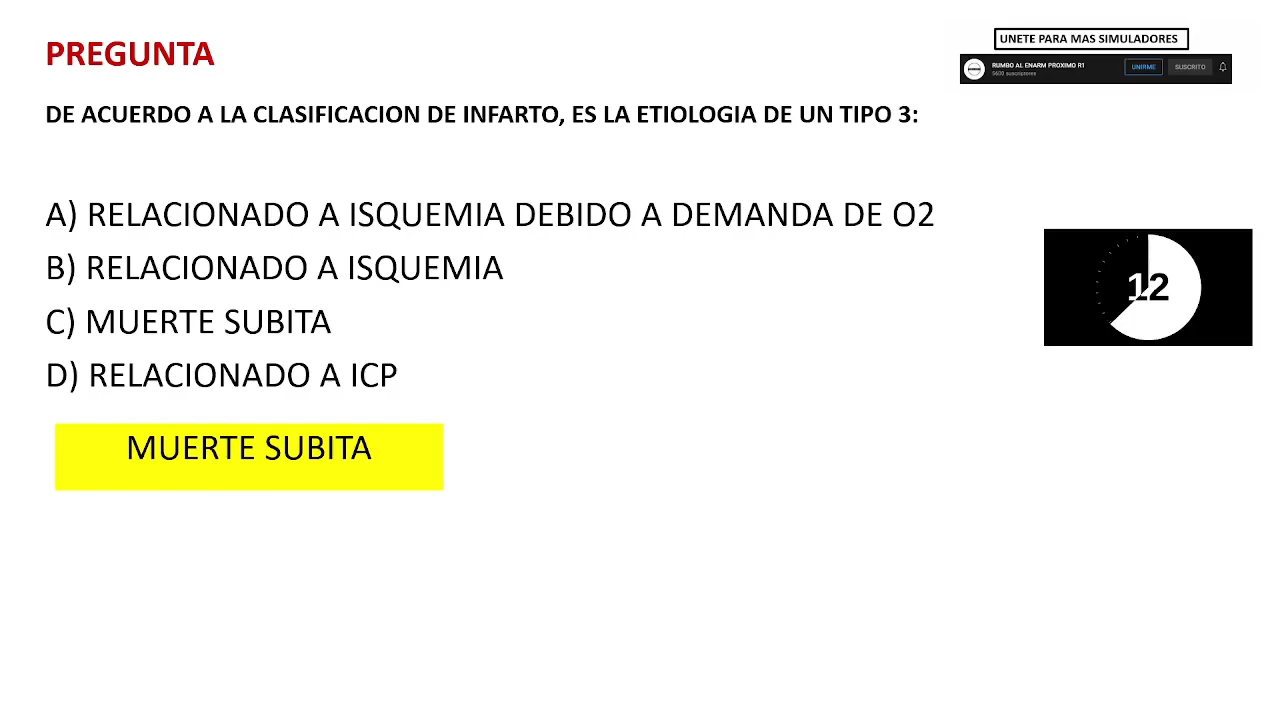 PREGUNTA
UNETE PARA MAS SIMULADORES
RUMBO AL ENARM PROXIMO R1
5600 suscriptores
UNIRME
SUSCRITO
DE ACUERDO A LA CLASIFICACION DE INFARTO, ES LA ETIOLOGIA DE UN TIPO 3:
A) RELACIONADO A ISQUEMIA DEBIDO A DEMANDA DE O2
B) RELACIONADO A ISQUEMIA
C) MUERTE SUBITA
D) RELACIONADO A ICP
12
MUERTE SUBITA